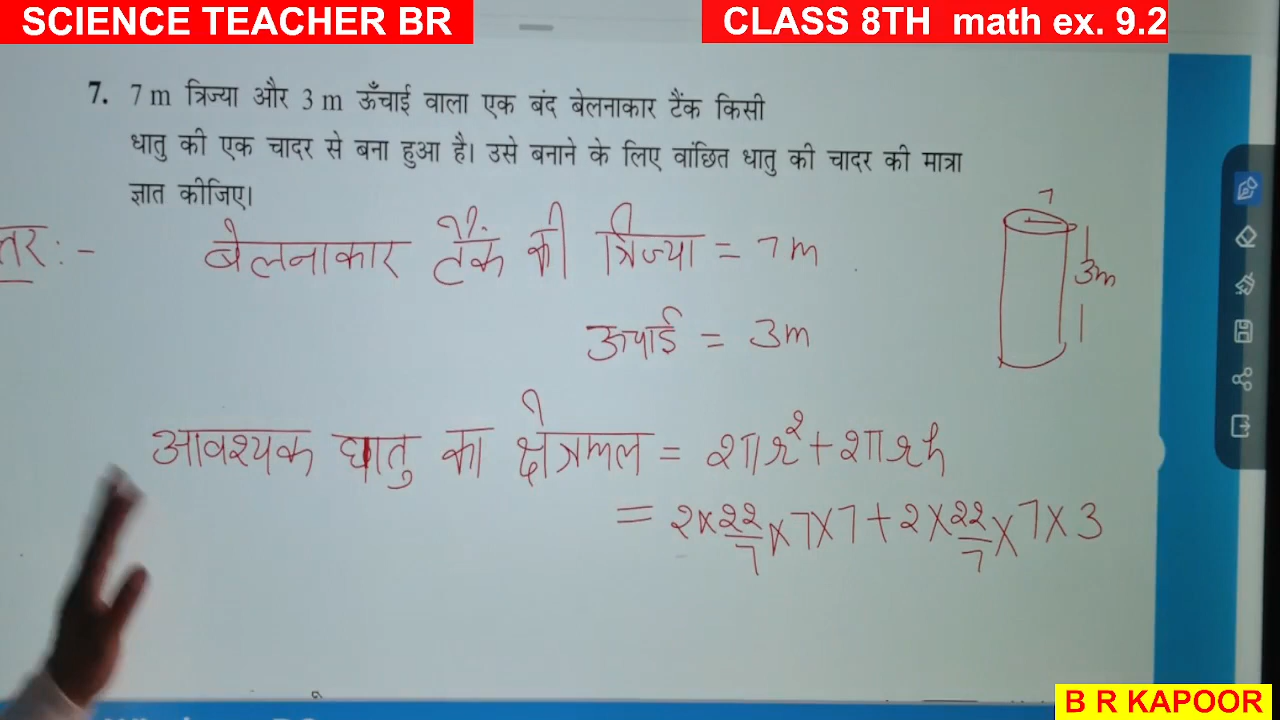 SCIENCE TEACHER BR
CLASS 8TH math ex. 9.2
7. 7 m त्रिज्या और 3 m ऊँचाई वाला एक बंद बेलनाकार टैंक किसी
धातु की एक चादर से बना हुआ है। उसे बनाने के लिए वांछित धातु की चादर की मात्रा
ज्ञात कीजिए।
त्तर :- बेलनाकार टैंक की त्रिज्या = 7m
7
3m
ऊचाई = 3m
आवश्यक धातु का क्षेत्रफल = 2πr²+2πrh
= 2×22/7×7×7+2×22/7×7×3
B R KAPOOR